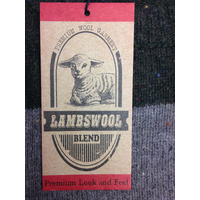 PREMIUM WOOL GARMENT
LAMBSWOOL
BLEND
Premium Look and Feel